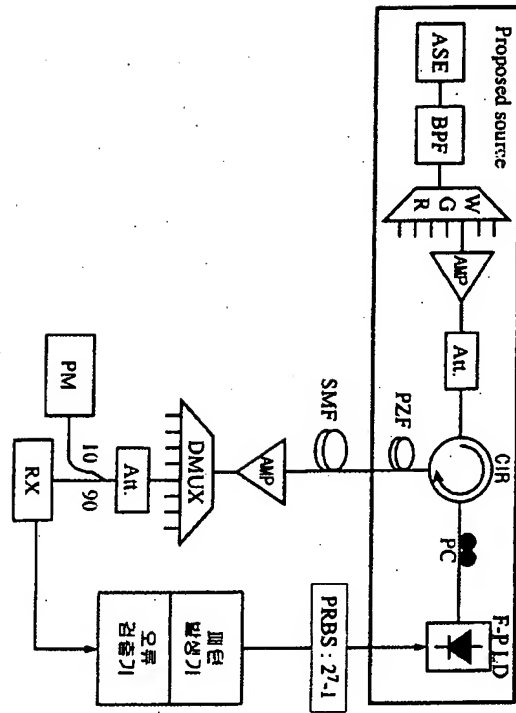 Proposed source
ASE
BPF
W
G
R
AMP
Att.
CIR
PC
F-P LD
PZF
SMF
AMP
DMUX
Att.
10
90
PM
RX
PRBS : 27-1
패턴
발생기
오류
검출기